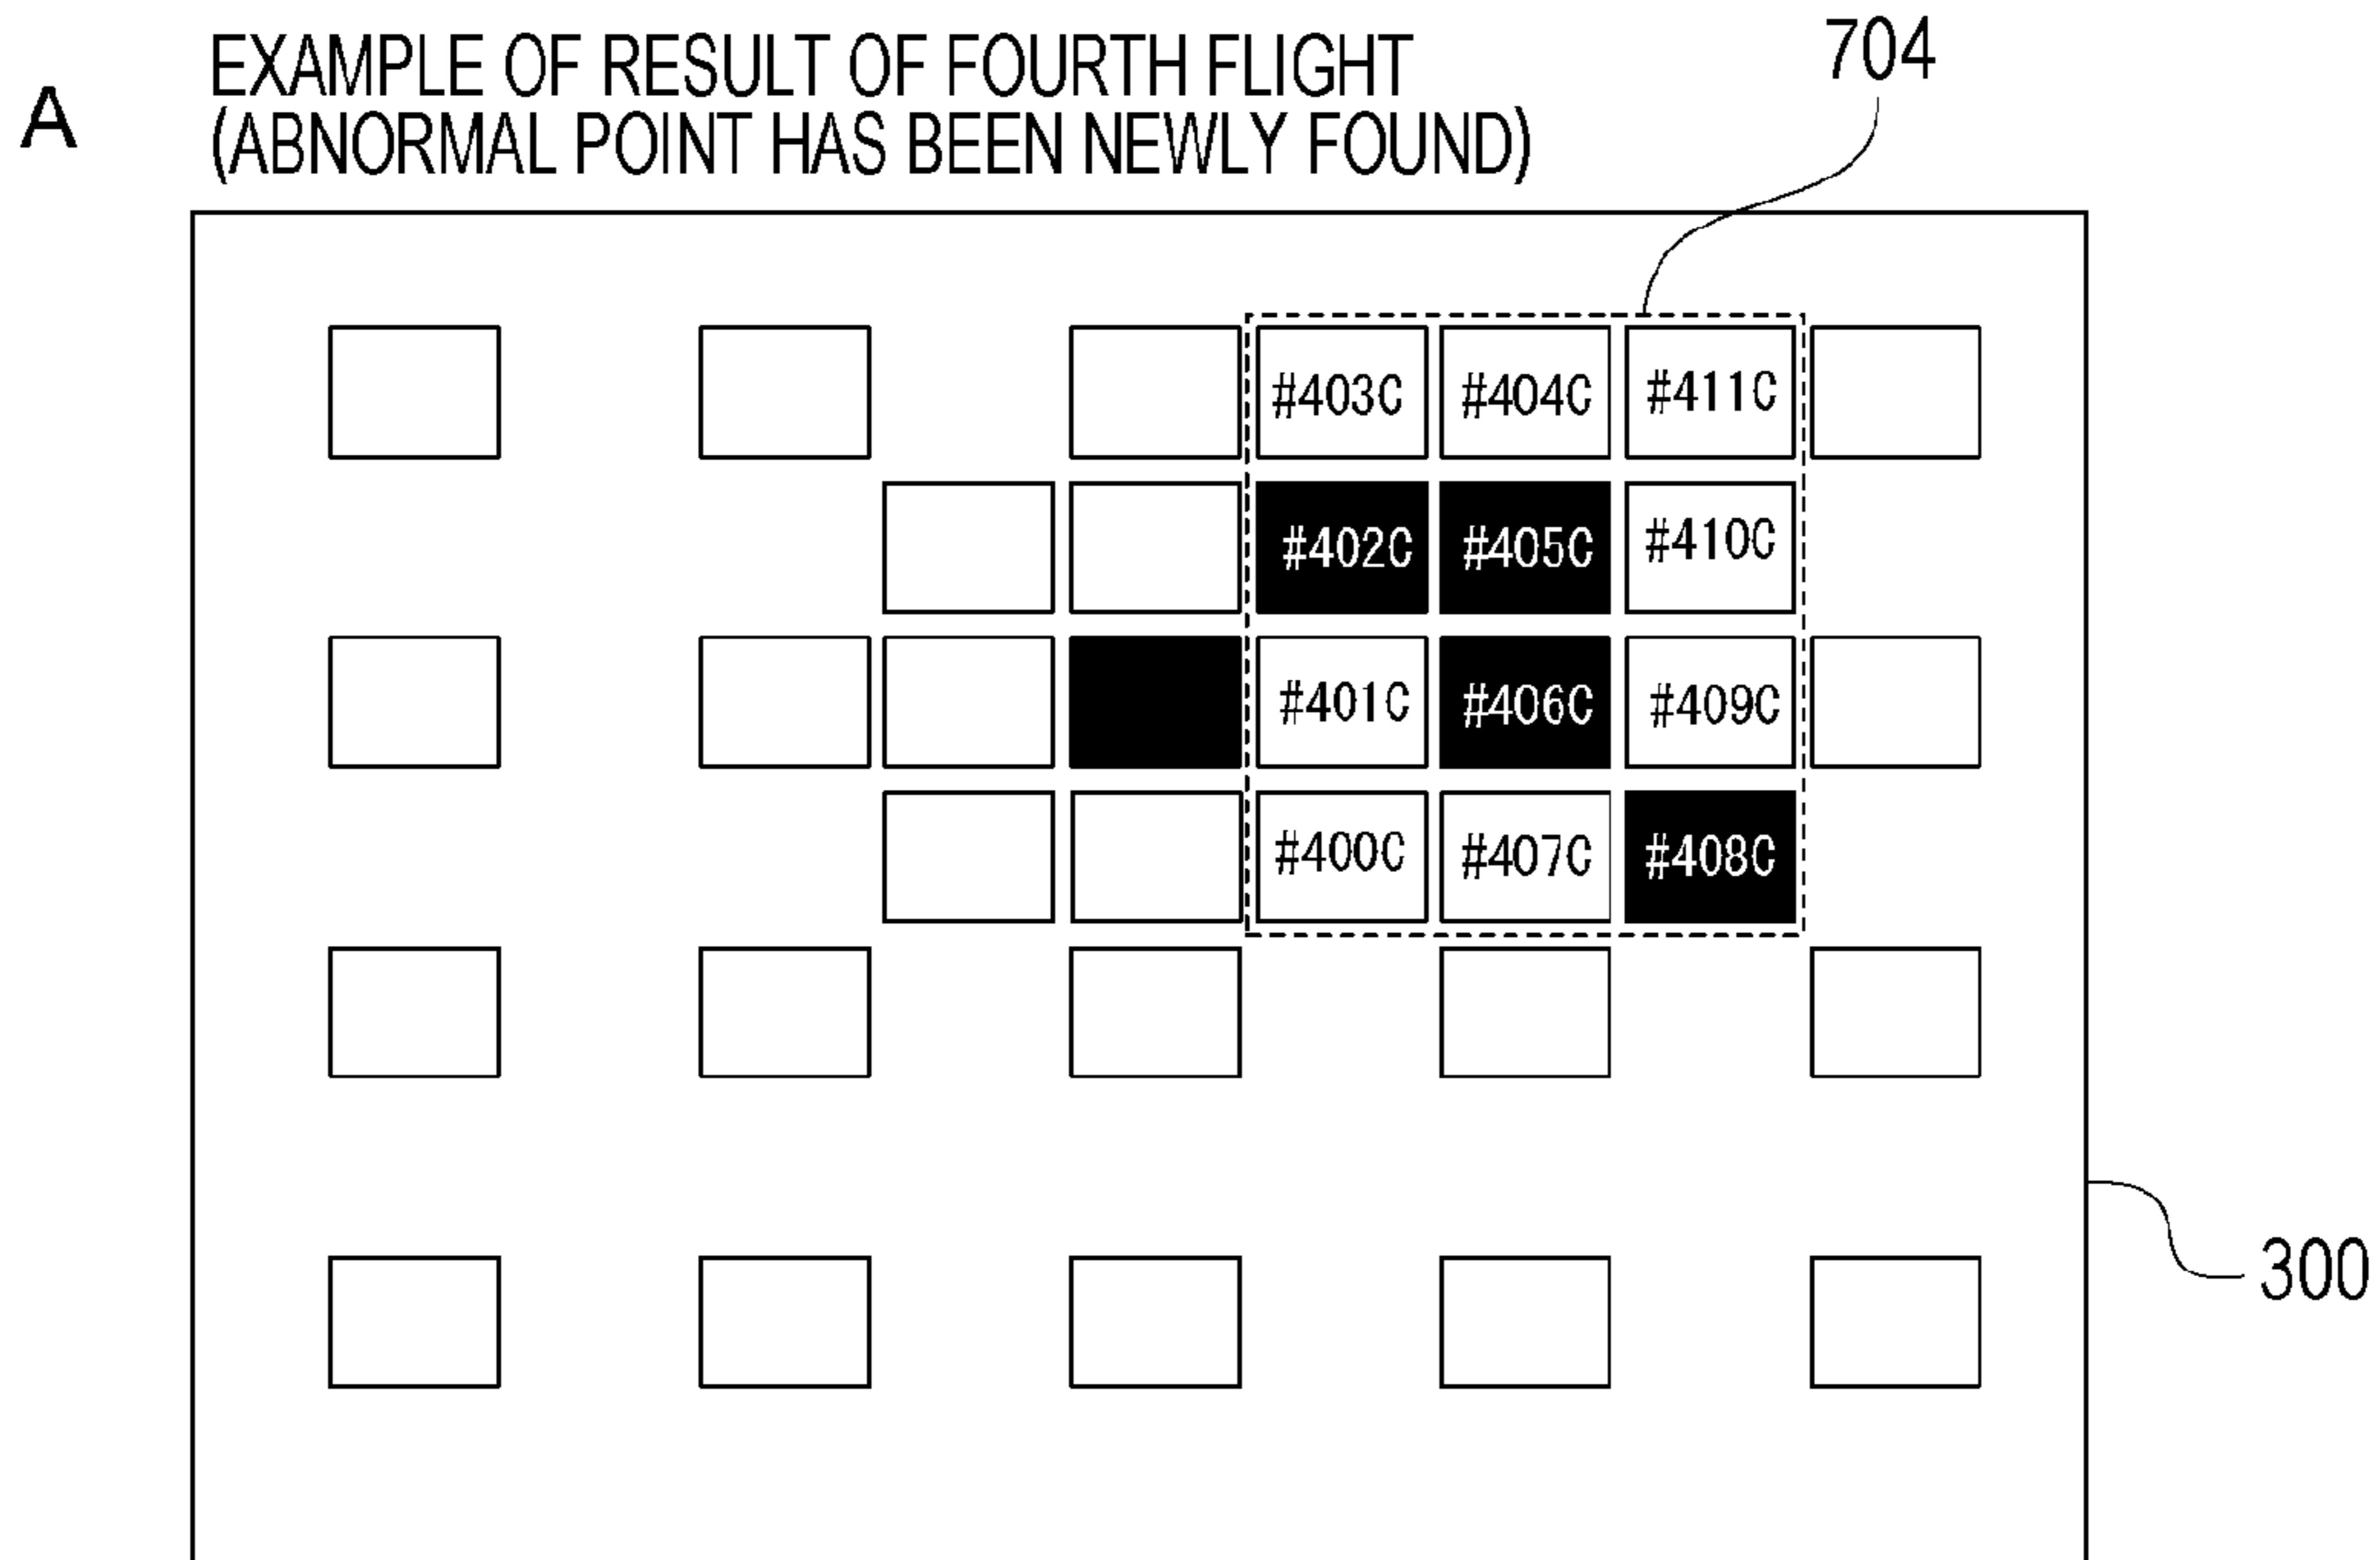 A
EXAMPLE OF RESULT OF FOURTH FLIGHT
(ABNORMAL POINT HAS BEEN NEWLY FOUND)
704
#403C #404C #411C
#402C #405C #410C
#401C #406C #409C
#400C #407C #408C
300